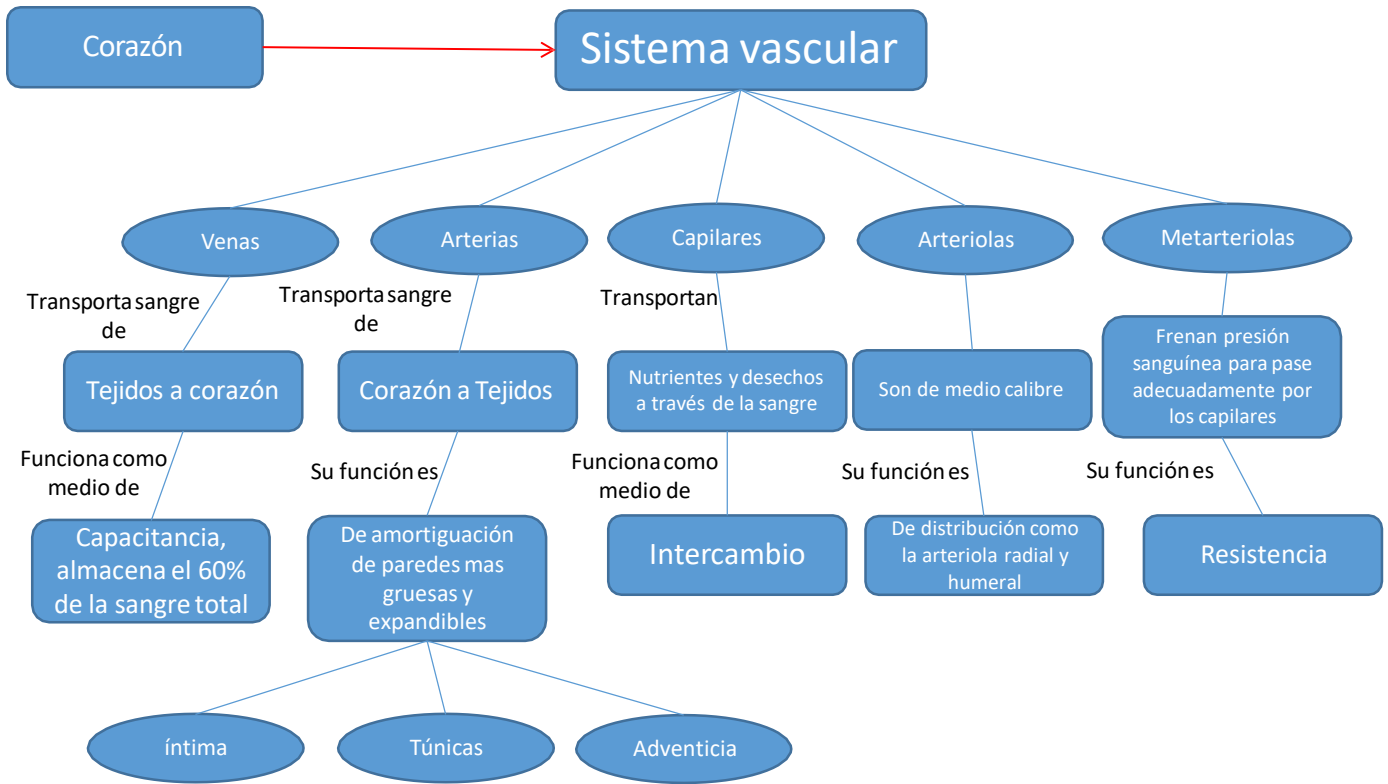 Corazón
Sistema vascular
Venas
Arterias
Capilares
Arteriolas
Metarteriolas
Transporta sangre
de
Transporta sangre
de
Transportan
Tejidos a corazón
Corazón a Tejidos
Nutrientes y desechos
a través de la sangre
Son de medio calibre
Frenan presión
sanguínea para pase
adecuadamente por
los capilares
Funciona como
medio de
Su función es
Funciona como
medio de
Su función es
Su función es
Capacitancia,
almacena el 60%
de la sangre total
De amortiguación
de paredes mas
gruesas y
expandibles
Intercambio
De distribución como
la arteriola radial y
humeral
Resistencia
íntima
Túnicas
Adventicia